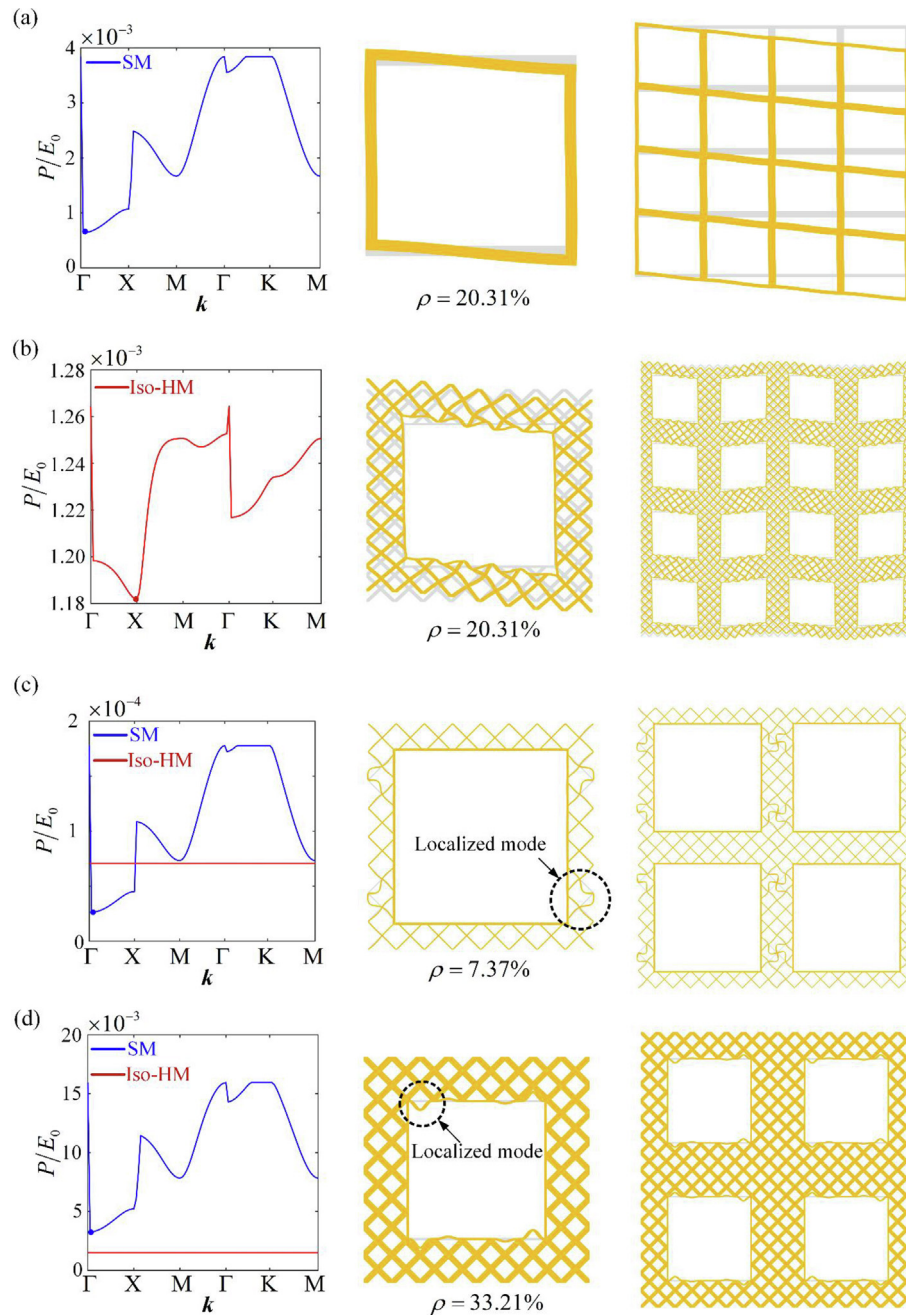 (a)
×10⁻³
4
3
2
1
0
P/E₀
SM
Γ X M Γ K M
k
ρ = 20.31%
(b)
×10⁻³
1.28
1.26
1.24
1.22
1.20
1.18
P/E₀
Iso-HM
Γ X M Γ K M
k
ρ = 20.31%
(c)
×10⁻⁴
2
1
0
P/E₀
SM
Iso-HM
Γ X M Γ K M
k
Localized mode
ρ = 7.37%
(d)
×10⁻³
20
15
10
5
0
P/E₀
SM
Iso-HM
Γ X M Γ K M
k
Localized mode
ρ = 33.21%